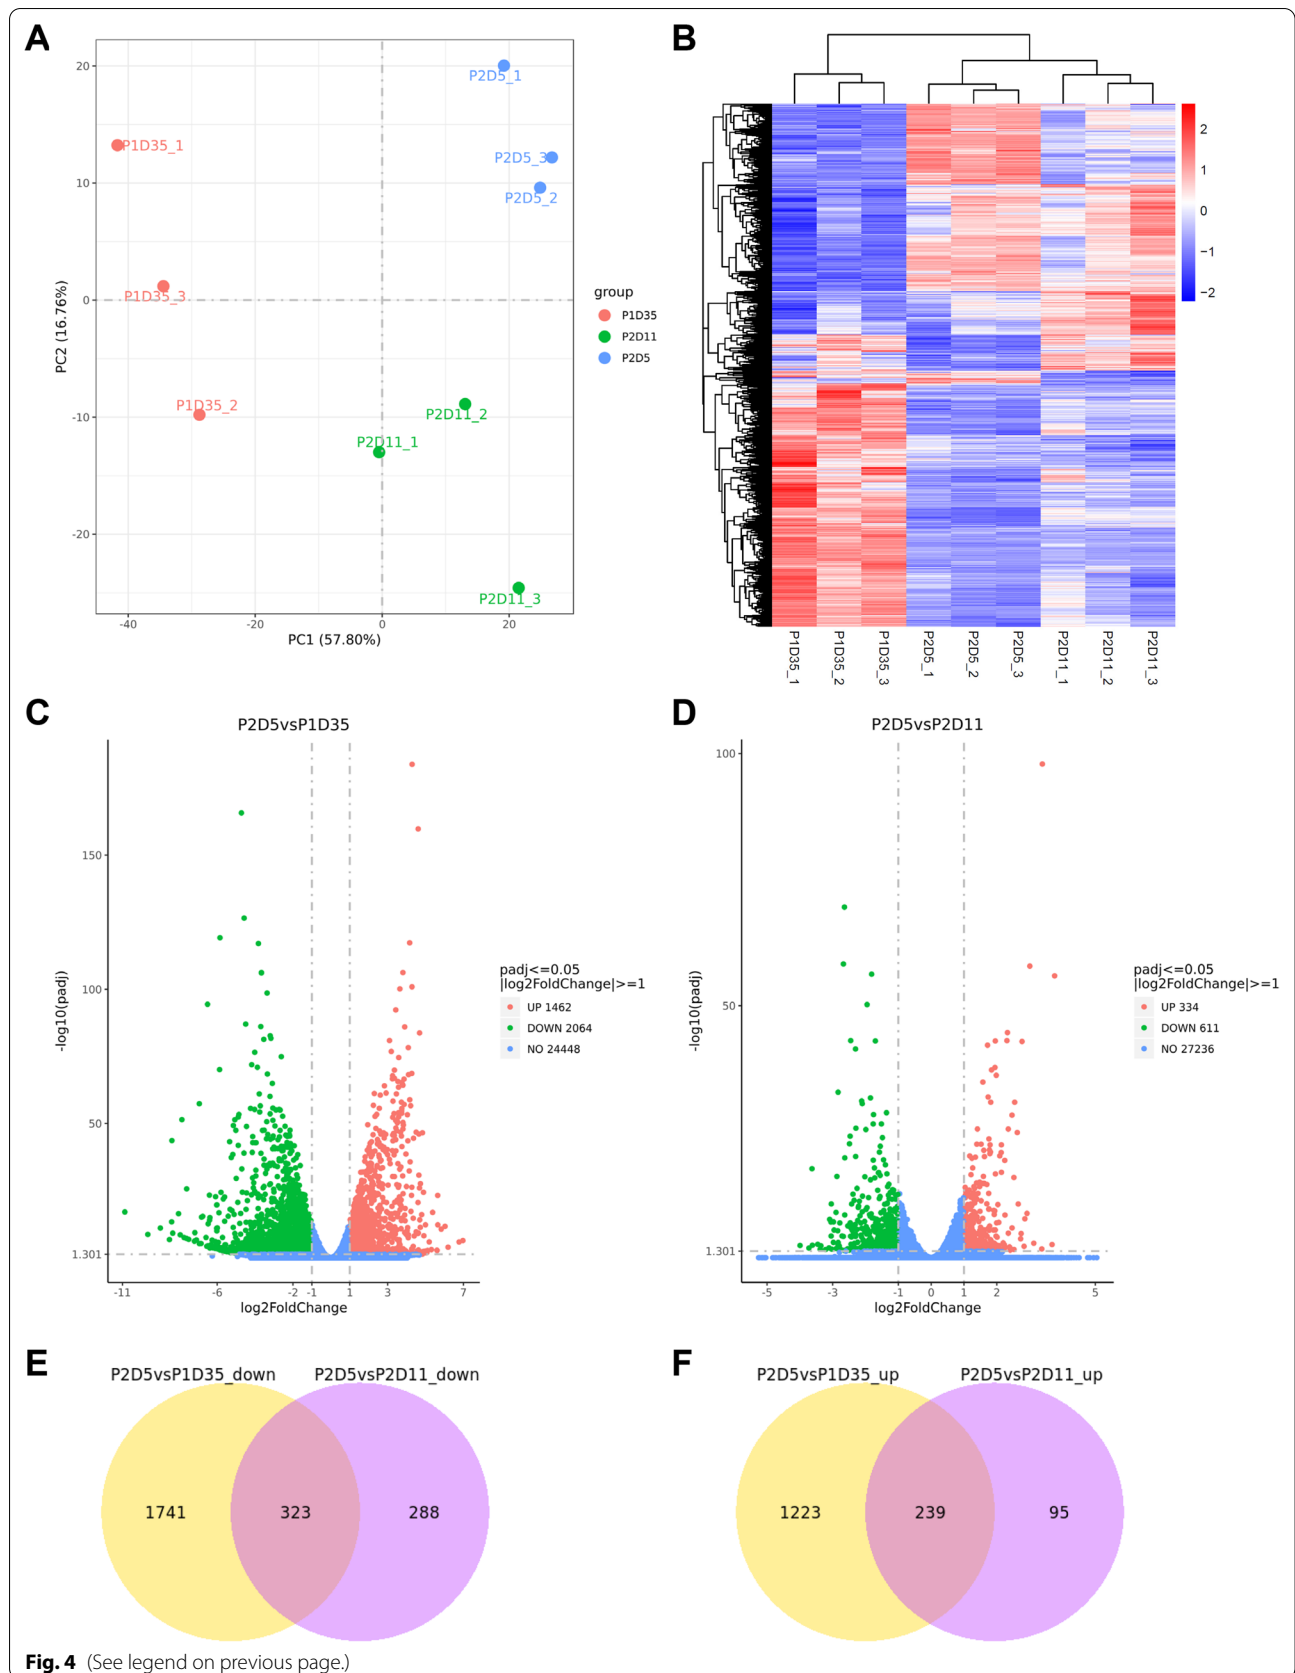 A
20
10
0
-10
-20
-40
-20
0
20
PC2 (16.76%)
PC1 (57.80%)
P2D5_1
P1D35_1
P2D5_3
P2D5_2
P1D35_3
P1D35_2
P2D11_2
P2D11_1
P2D11_3
group
P1D35
P2D11
P2D5
B
2
1
0
−1
−2
P1D35_1
P1D35_2
P1D35_3
P2D5_1
P2D5_2
P2D5_3
P2D11_1
P2D11_2
P2D11_3
C
P2D5vsP1D35
150
100
50
1.301
-log10(padj)
-11
-6
-2
-1
1
3
7
log2FoldChange
padj<=0.05
|log2FoldChange|>=1
UP 1462
DOWN 2064
NO 24448
D
P2D5vsP2D11
100
50
1.301
-log10(padj)
-5
-3
-1
0
1
2
5
log2FoldChange
padj<=0.05
|log2FoldChange|>=1
UP 334
DOWN 611
NO 27236
E
P2D5vsP1D35_down P2D5vsP2D11_down
1741 323 288
F
P2D5vsP1D35_up P2D5vsP2D11_up
1223 239 95
Fig. 4 (See legend on previous page.)